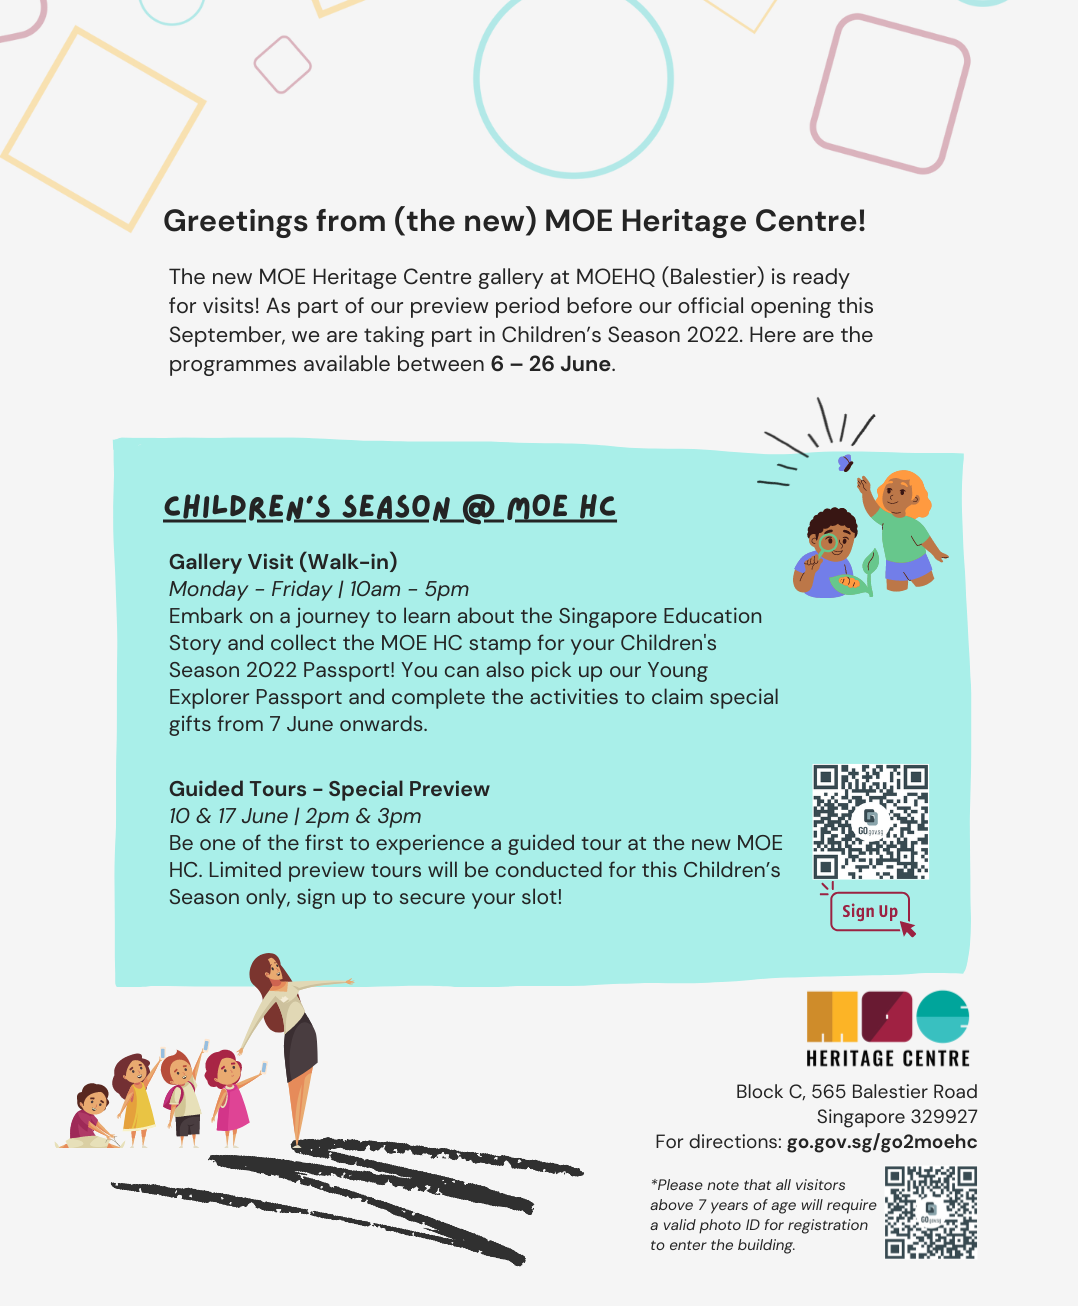 Greetings from (the new) MOE Heritage Centre!
The new MOE Heritage Centre gallery at MOEHQ (Balestier) is ready
for visits! As part of our preview period before our official opening this
September, we are taking part in Children’s Season 2022. Here are the
programmes available between 6 – 26 June.
CHILDREN'S SEASON @ MOE HC
Gallery Visit (Walk-in)
Monday - Friday | 10am - 5pm
Embark on a journey to learn about the Singapore Education
Story and collect the MOE HC stamp for your Children's
Season 2022 Passport! You can also pick up our Young
Explorer Passport and complete the activities to claim special
gifts from 7 June onwards.
Guided Tours - Special Preview
10 & 17 June | 2pm & 3pm
Be one of the first to experience a guided tour at the new MOE
HC. Limited preview tours will be conducted for this Children’s
Season only, sign up to secure your slot!
GOgov.sg
Sign Up
HERITAGE CENTRE
Block C, 565 Balestier Road
Singapore 329927
For directions: go.gov.sg/go2moehc
*Please note that all visitors
above 7 years of age will require
a valid photo ID for registration
to enter the building.
GOgov.sg